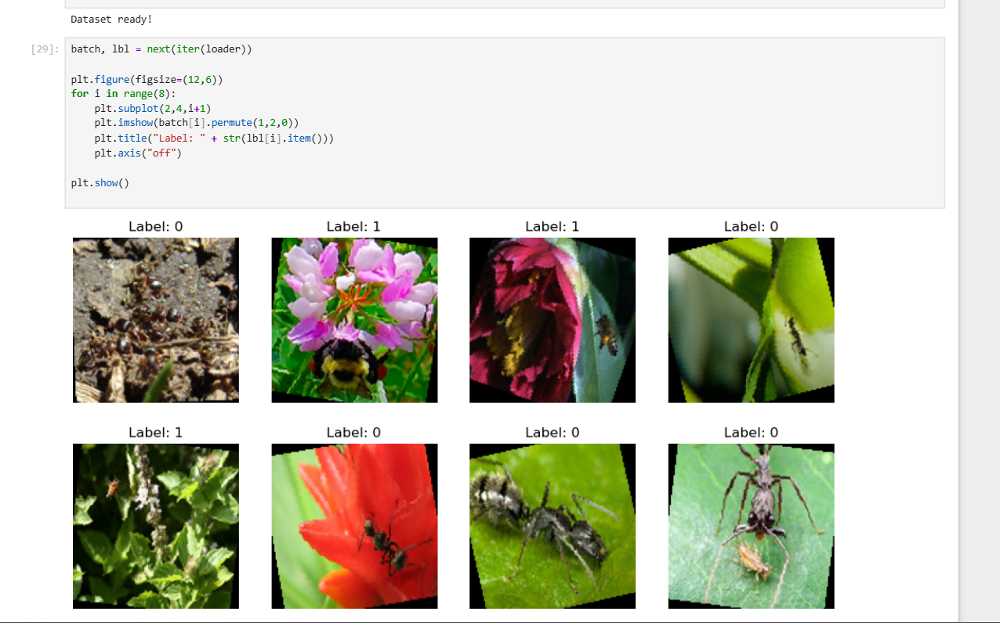 Dataset ready!
[29]:
batch, lbl = next(iter(loader))
plt.figure(figsize=(12,6))
for i in range(8):
    plt.subplot(2,4,i+1)
    plt.imshow(batch[i].permute(1,2,0))
    plt.title("Label: " + str(lbl[i].item()))
    plt.axis("off")
plt.show()
Label: 0
Label: 1
Label: 1
Label: 0
Label: 1
Label: 0
Label: 0
Label: 0